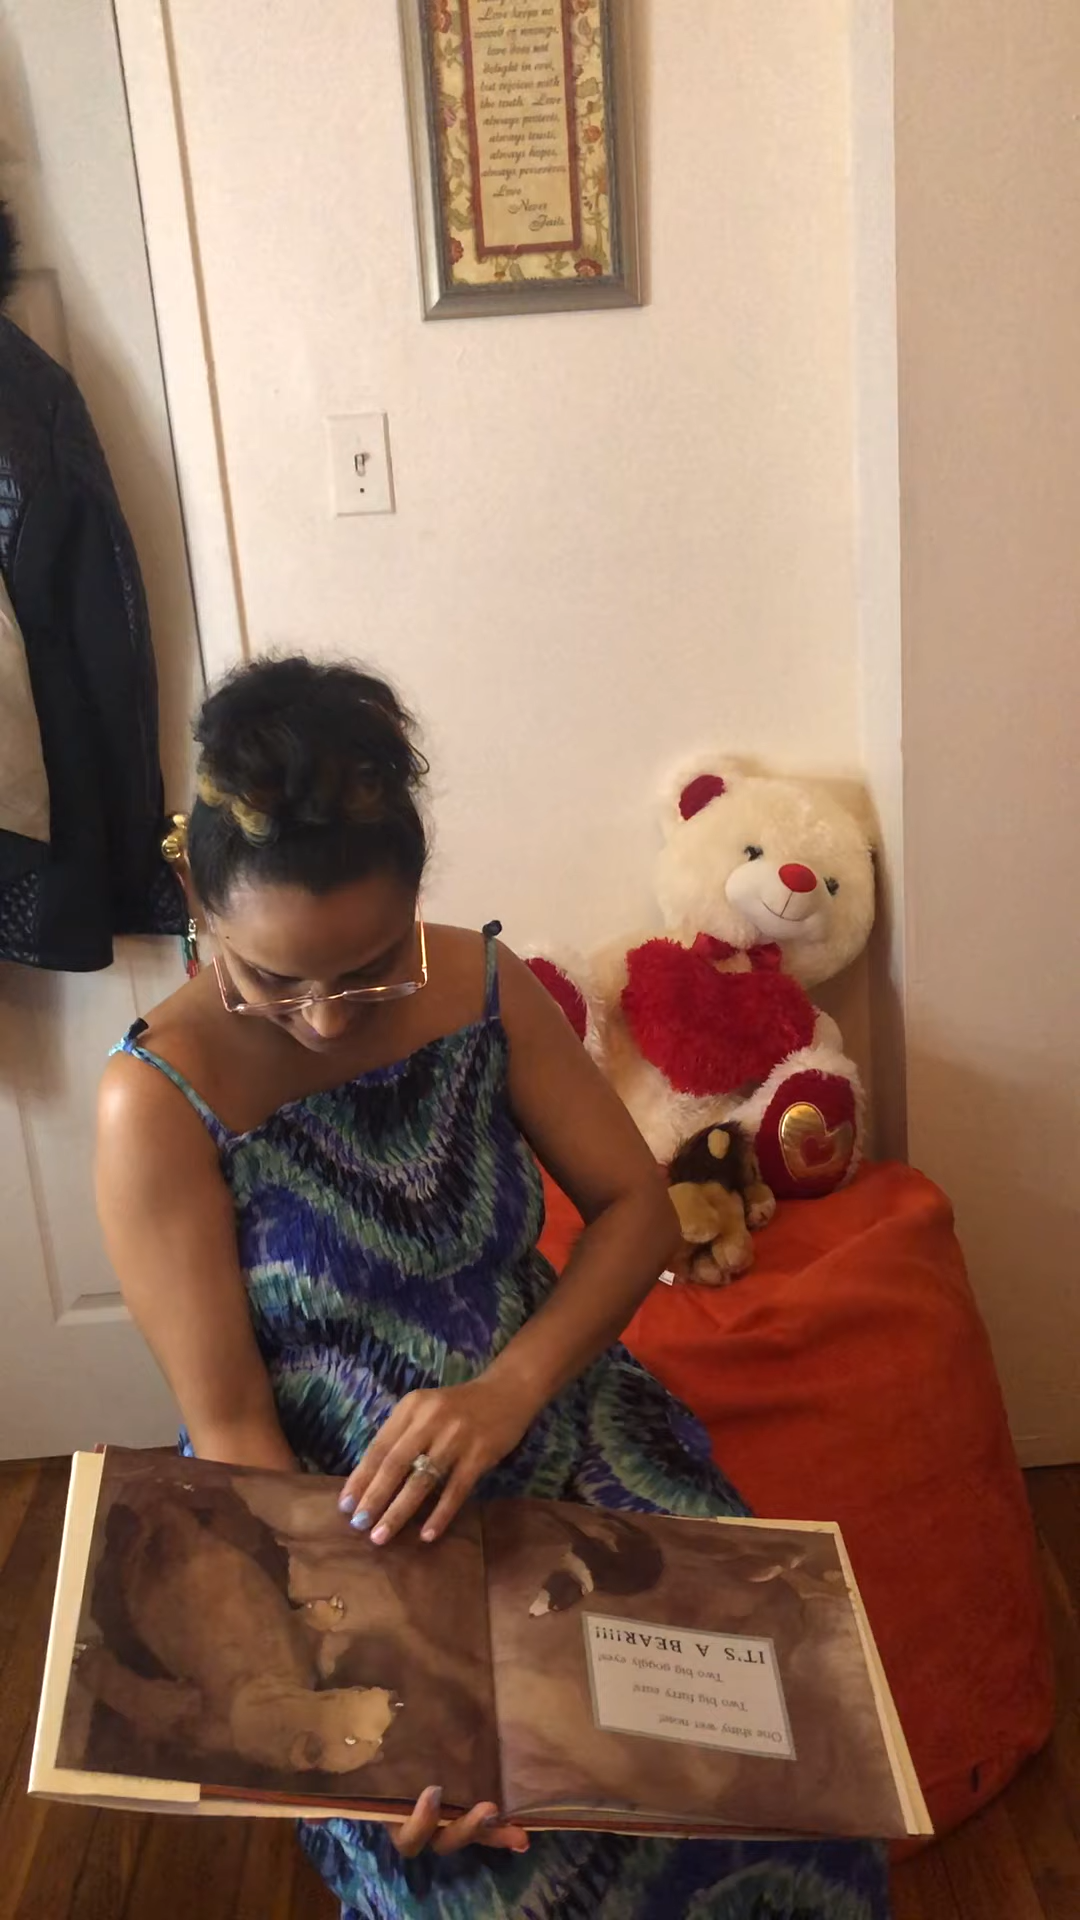 Love keeps no
record of wrongs,
love does not
delight in evil,
but rejoices with
the truth. Love
always protects,
always trusts,
always hopes,
always perseveres.
Love
Never
Fails
One shiny wet nose!
Two big furry ears!
Two big goggly eyes!
IT'S A BEAR!!!!